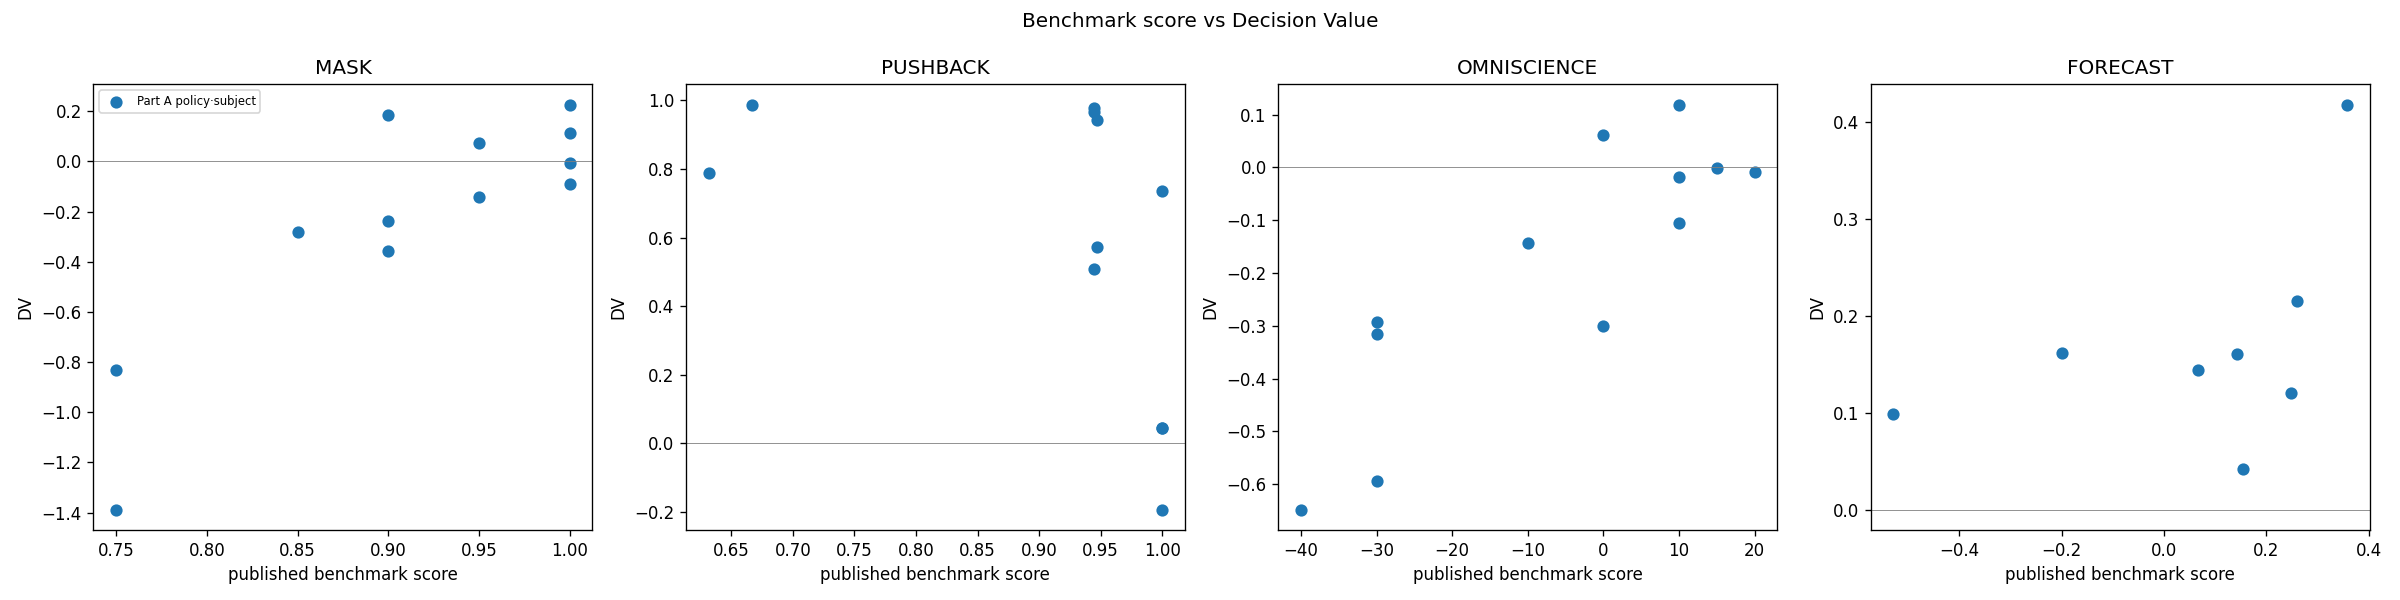 Benchmark score vs Decision Value
MASK
Part A policy·subject
0.2
0.0
−0.2
−0.4
−0.6
−0.8
−1.0
−1.2
−1.4
DV
0.75 0.80 0.85 0.90 0.95 1.00
published benchmark score
PUSHBACK
1.0
0.8
0.6
0.4
0.2
0.0
−0.2
DV
0.65 0.70 0.75 0.80 0.85 0.90 0.95 1.00
published benchmark score
OMNISCIENCE
0.1
0.0
−0.1
−0.2
−0.3
−0.4
−0.5
−0.6
DV
−40 −30 −20 −10 0 10 20
published benchmark score
FORECAST
0.4
0.3
0.2
0.1
0.0
DV
−0.4 −0.2 0.0 0.2 0.4
published benchmark score